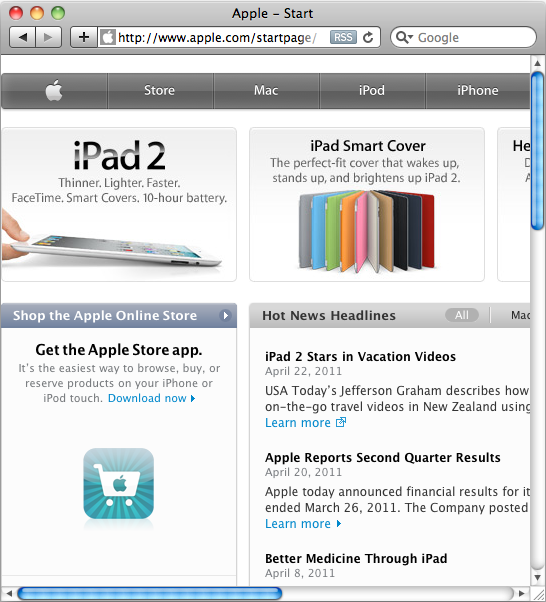 Apple – Start
http://www.apple.com/startpage/
RSS
Google
Store
Mac
iPod
iPhone
iPad 2
Thinner. Lighter. Faster.
FaceTime. Smart Covers. 10-hour battery.
iPad Smart Cover
The perfect-fit cover that wakes up,
stands up, and brightens up iPad 2.
He
Shop the Apple Online Store
Get the Apple Store app.
It's the easiest way to browse, buy, or
reserve products on your iPhone or
iPod touch. Download now
Hot News Headlines
All
Mac
iPad 2 Stars in Vacation Videos
April 22, 2011
USA Today's Jefferson Graham describes how
on-the-go travel videos in New Zealand using
Learn more
Apple Reports Second Quarter Results
April 20, 2011
Apple today announced financial results for it
ended March 26, 2011. The Company posted
Learn more
Better Medicine Through iPad
April 8, 2011